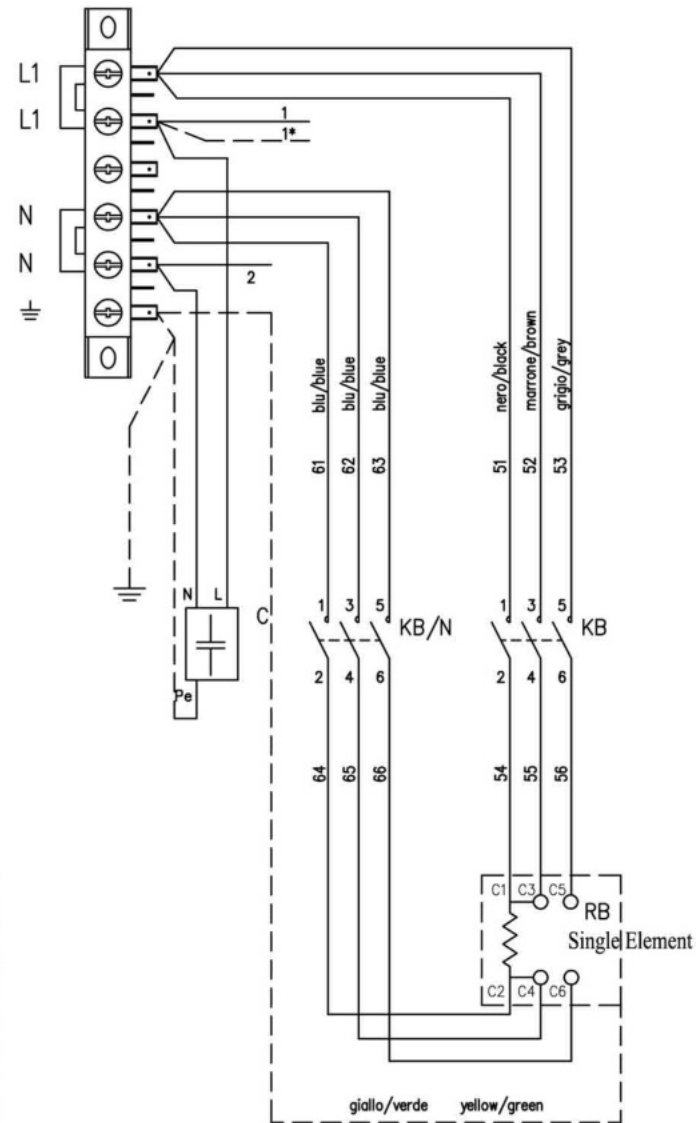 L1
L1
1
1*
N
N
2
blu/blue
blu/blue
blu/blue
nero/black
marrone/brown
grigio/grey
61
62
63
51
52
53
N L
C
1 3 5
KB/N
1 3 5
KB
2 4 6
2 4 6
Pe
64
65
66
54
55
56
C1 C3 C5
RB
Single Element
C2 C4 C6
giallo/verde yellow/green